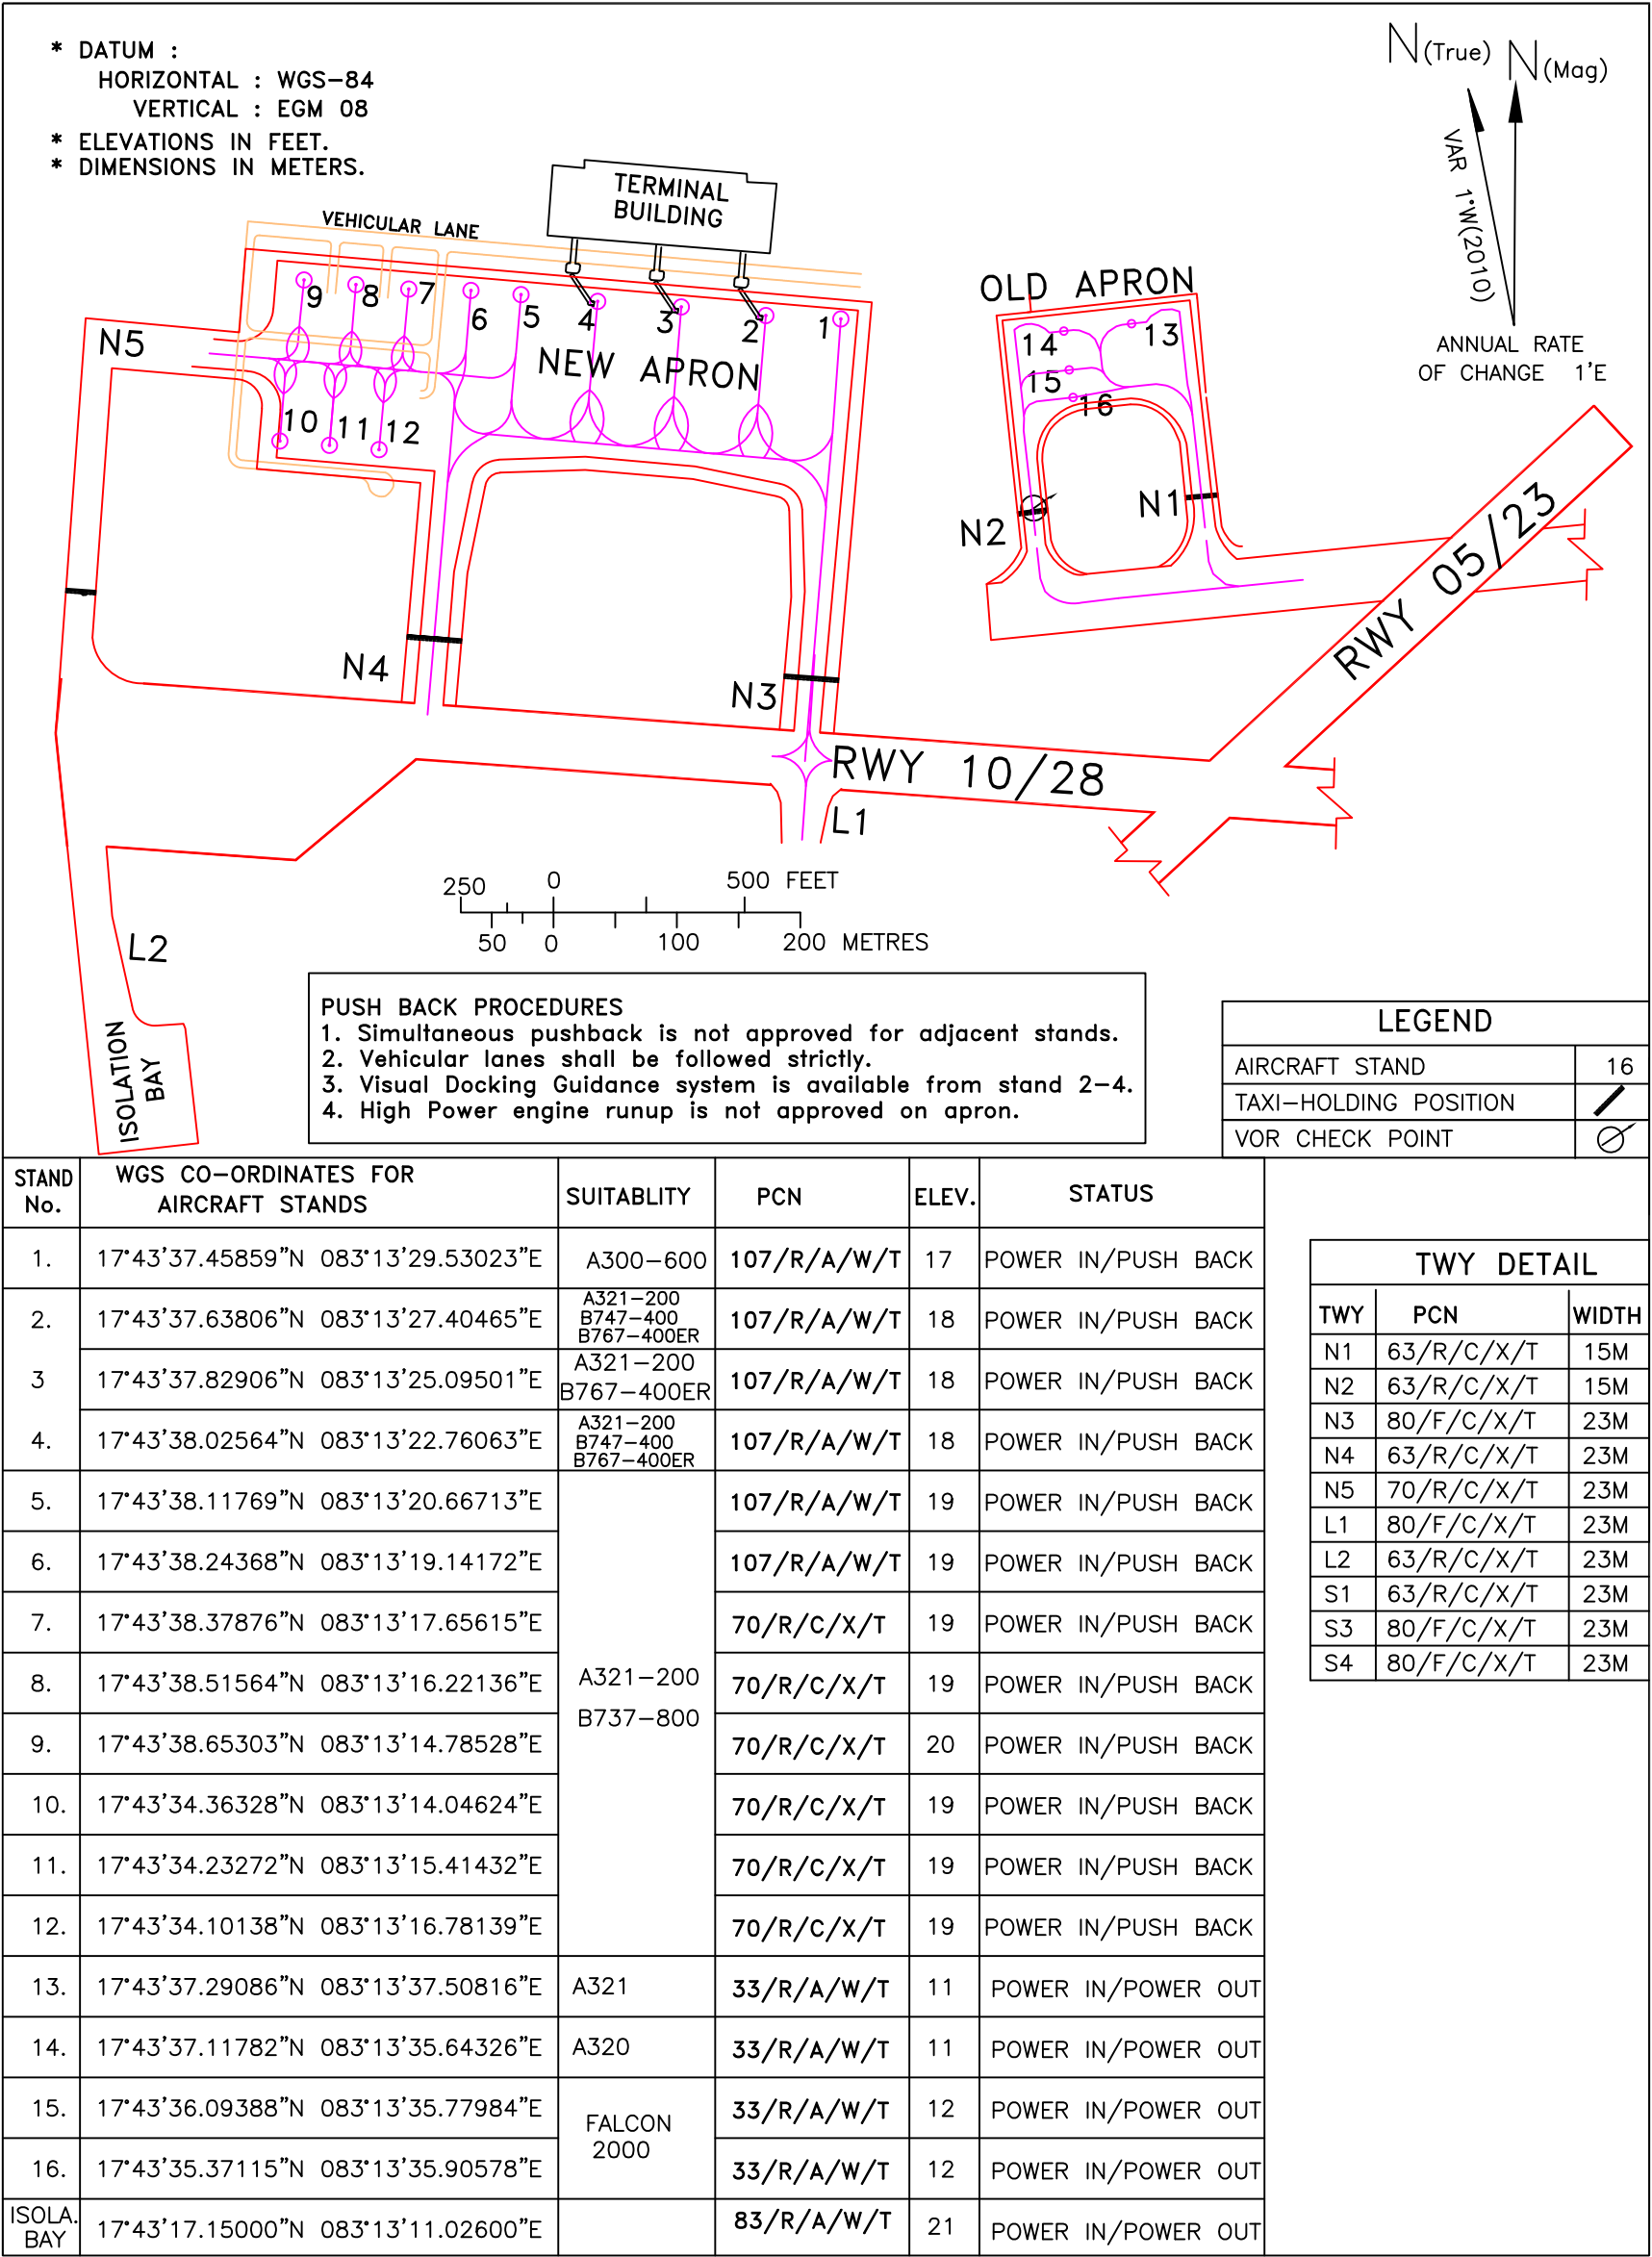 * DATUM :
HORIZONTAL : WGS-84
VERTICAL : EGM 08
* ELEVATIONS IN FEET.
* DIMENSIONS IN METERS.
N(True) N(Mag)
VAR 1°W(2010)
ANNUAL RATE
OF CHANGE 1'E
TERMINAL
BUILDING
VEHICULAR LANE
OLD APRON
NEW APRON
9 8 7 6 5 4 3 2 1
10 11 12
14 13
15
16
N5
N2
N1
N4
N3
RWY 05/23
RWY 10/28
L1
L2
ISOLATION
BAY
250 0 500 FEET
50 0 100 200 METRES
PUSH BACK PROCEDURES
1. Simultaneous pushback is not approved for adjacent stands.
2. Vehicular lanes shall be followed strictly.
3. Visual Docking Guidance system is available from stand 2-4.
4. High Power engine runup is not approved on apron.
LEGEND
AIRCRAFT STAND 16
TAXI-HOLDING POSITION
VOR CHECK POINT
STAND No. WGS CO-ORDINATES FOR AIRCRAFT STANDS SUITABLITY PCN ELEV. STATUS
1. 17°43'37.45859"N 083°13'29.53023"E A300-600 107/R/A/W/T 17 POWER IN/PUSH BACK
2. 17°43'37.63806"N 083°13'27.40465"E A321-200 B747-400 B767-400ER 107/R/A/W/T 18 POWER IN/PUSH BACK
3 17°43'37.82906"N 083°13'25.09501"E A321-200 B767-400ER 107/R/A/W/T 18 POWER IN/PUSH BACK
4. 17°43'38.02564"N 083°13'22.76063"E A321-200 B747-400 B767-400ER 107/R/A/W/T 18 POWER IN/PUSH BACK
5. 17°43'38.11769"N 083°13'20.66713"E 107/R/A/W/T 19 POWER IN/PUSH BACK
6. 17°43'38.24368"N 083°13'19.14172"E 107/R/A/W/T 19 POWER IN/PUSH BACK
7. 17°43'38.37876"N 083°13'17.65615"E 70/R/C/X/T 19 POWER IN/PUSH BACK
8. 17°43'38.51564"N 083°13'16.22136"E A321-200 70/R/C/X/T 19 POWER IN/PUSH BACK
B737-800
9. 17°43'38.65303"N 083°13'14.78528"E 70/R/C/X/T 20 POWER IN/PUSH BACK
10. 17°43'34.36328"N 083°13'14.04624"E 70/R/C/X/T 19 POWER IN/PUSH BACK
11. 17°43'34.23272"N 083°13'15.41432"E 70/R/C/X/T 19 POWER IN/PUSH BACK
12. 17°43'34.10138"N 083°13'16.78139"E 70/R/C/X/T 19 POWER IN/PUSH BACK
13. 17°43'37.29086"N 083°13'37.50816"E A321 33/R/A/W/T 11 POWER IN/POWER OUT
14. 17°43'37.11782"N 083°13'35.64326"E A320 33/R/A/W/T 11 POWER IN/POWER OUT
15. 17°43'36.09388"N 083°13'35.77984"E 33/R/A/W/T 12 POWER IN/POWER OUT
FALCON
2000
16. 17°43'35.37115"N 083°13'35.90578"E 33/R/A/W/T 12 POWER IN/POWER OUT
ISOLA. BAY 17°43'17.15000"N 083°13'11.02600"E 83/R/A/W/T 21 POWER IN/POWER OUT
TWY DETAIL
TWY PCN WIDTH
N1 63/R/C/X/T 15M
N2 63/R/C/X/T 15M
N3 80/F/C/X/T 23M
N4 63/R/C/X/T 23M
N5 70/R/C/X/T 23M
L1 80/F/C/X/T 23M
L2 63/R/C/X/T 23M
S1 63/R/C/X/T 23M
S3 80/F/C/X/T 23M
S4 80/F/C/X/T 23M